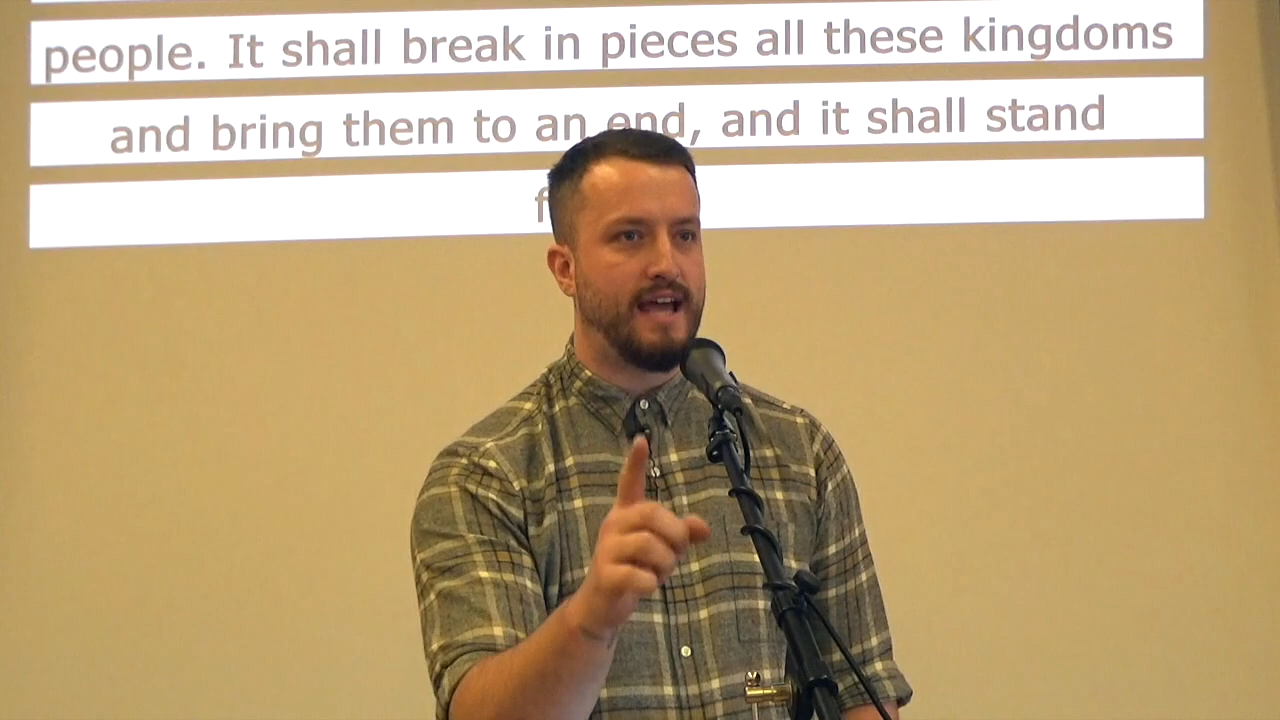 people. It shall break in pieces all these kingdoms
and bring them to an end, and it shall stand